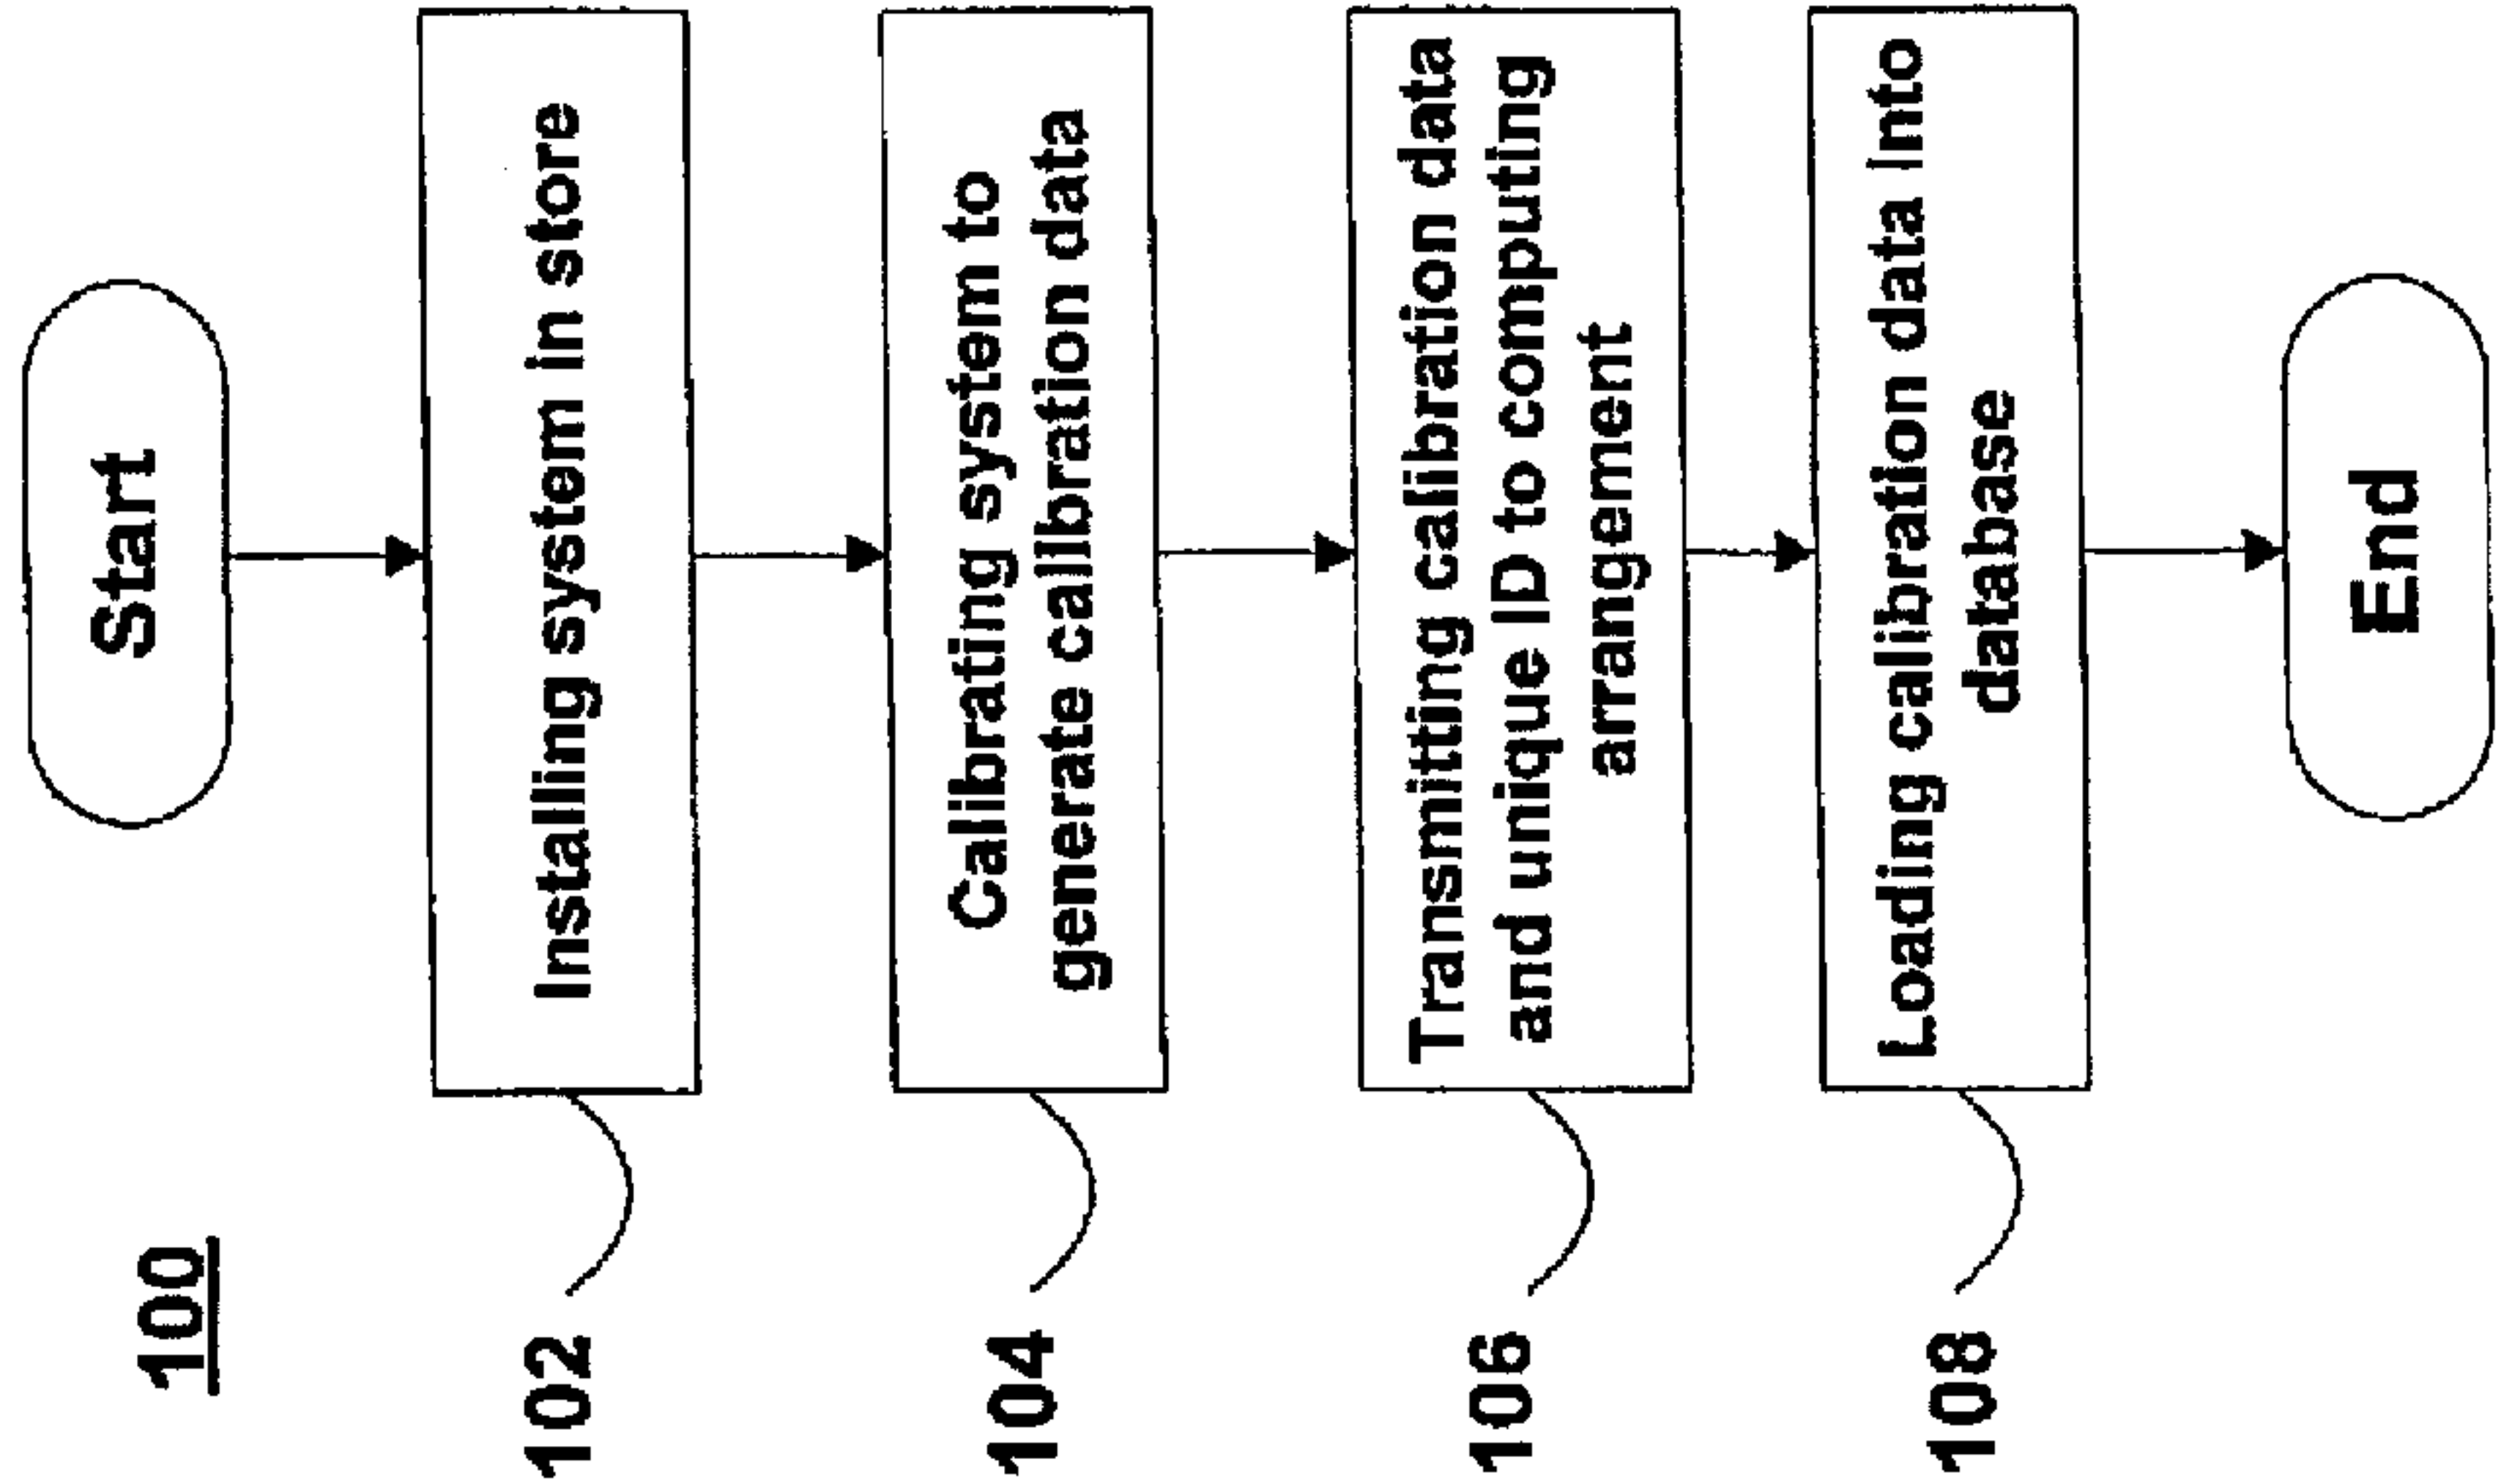 100
Start
102
Installing system in store
104
Calibrating system to
generate calibration data
106
Transmitting calibration data
and unique ID to computing
arrangement
108
Loading calibration data into
database
End